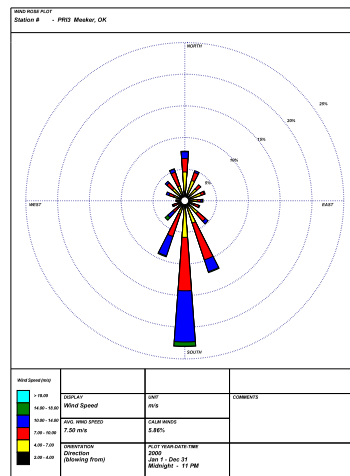 WIND ROSE PLOT
Station # - PRI3 Meeker, OK
NORTH
25%
20%
15%
10%
5%
WEST
EAST
SOUTH
Wind Speed (m/s)
> 18.00
14.00 - 18.00
10.00 - 14.00
7.00 - 10.00
4.00 - 7.00
2.00 - 4.00
DISPLAY
Wind Speed
UNIT
m/s
COMMENTS
AVG. WIND SPEED
7.50 m/s
CALM WINDS
5.86%
ORIENTATION
Direction
(blowing from)
PLOT YEAR-DATE-TIME
2000
Jan 1 - Dec 31
Midnight - 11 PM